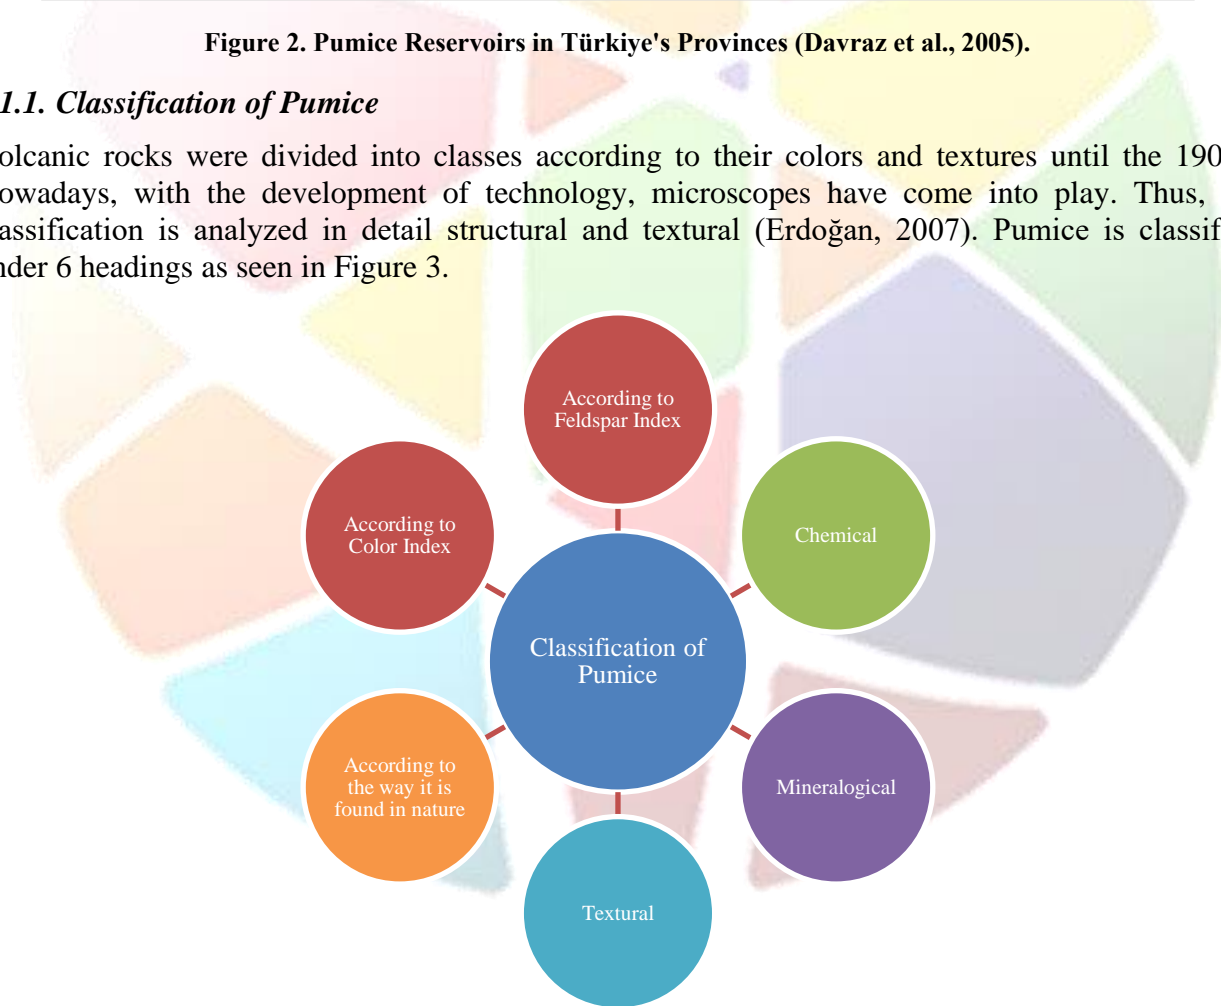 Figure 2. Pumice Reservoirs in Türkiye's Provinces (Davraz et al., 2005).
1.1. Classification of Pumice
olcanic rocks were divided into classes according to their colors and textures until the 190
owadays, with the development of technology, microscopes have come into play. Thus,
assification is analyzed in detail structural and textural (Erdoğan, 2007). Pumice is classif
nder 6 headings as seen in Figure 3.
According to
Feldspar Index
Chemical
Mineralogical
Textural
According to
the way it is
found in nature
According to
Color Index
Classification of
Pumice